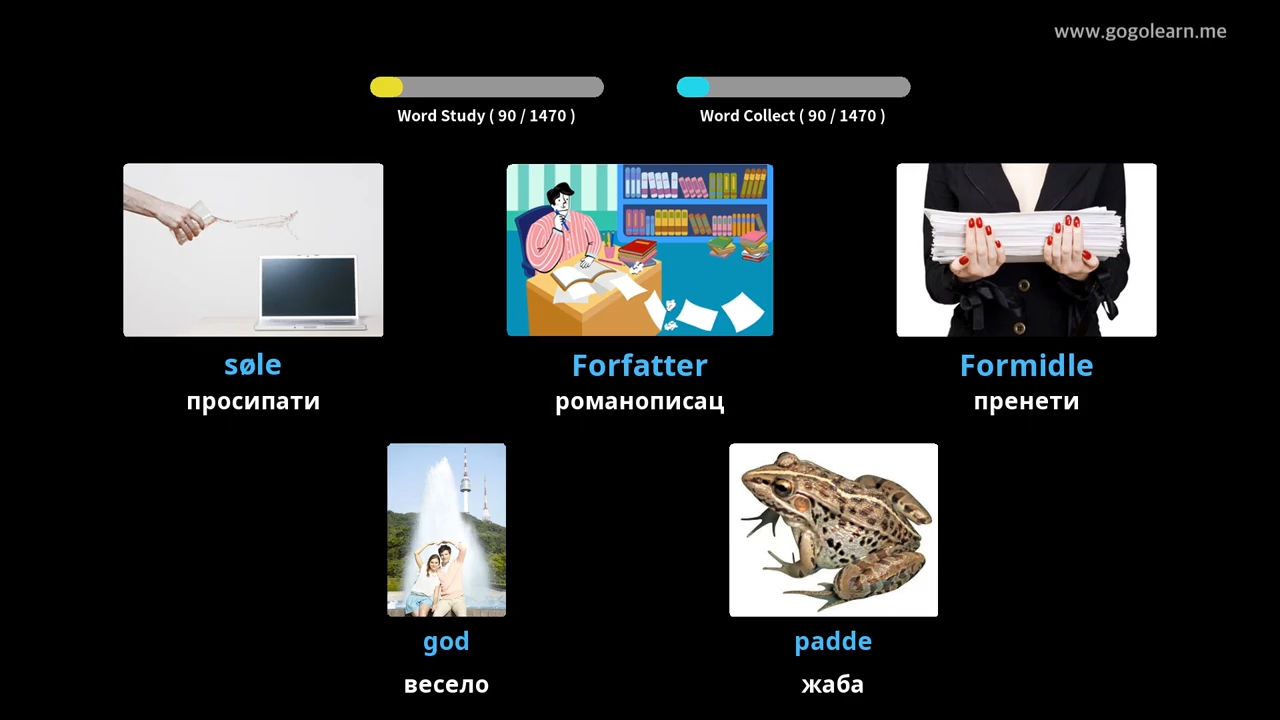 www.gogolearn.me
Word Study ( 90 / 1470 )
Word Collect ( 90 / 1470 )
søle
Forfatter
Formidle
просипати
романописац
пренети
god
padde
весело
жаба